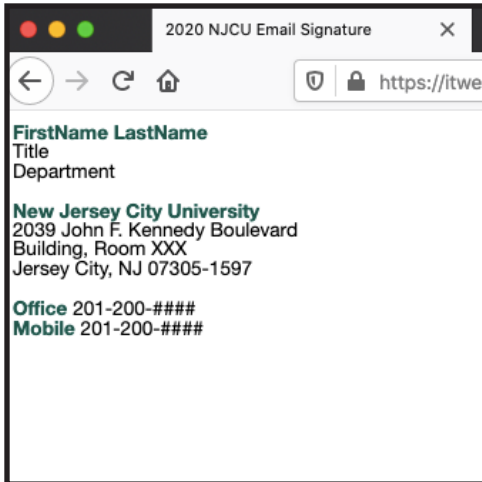 2020 NJCU Email Signature
https://itwe
FirstName LastName
Title
Department
New Jersey City University
2039 John F. Kennedy Boulevard
Building, Room XXX
Jersey City, NJ 07305-1597
Office 201-200-####
Mobile 201-200-####